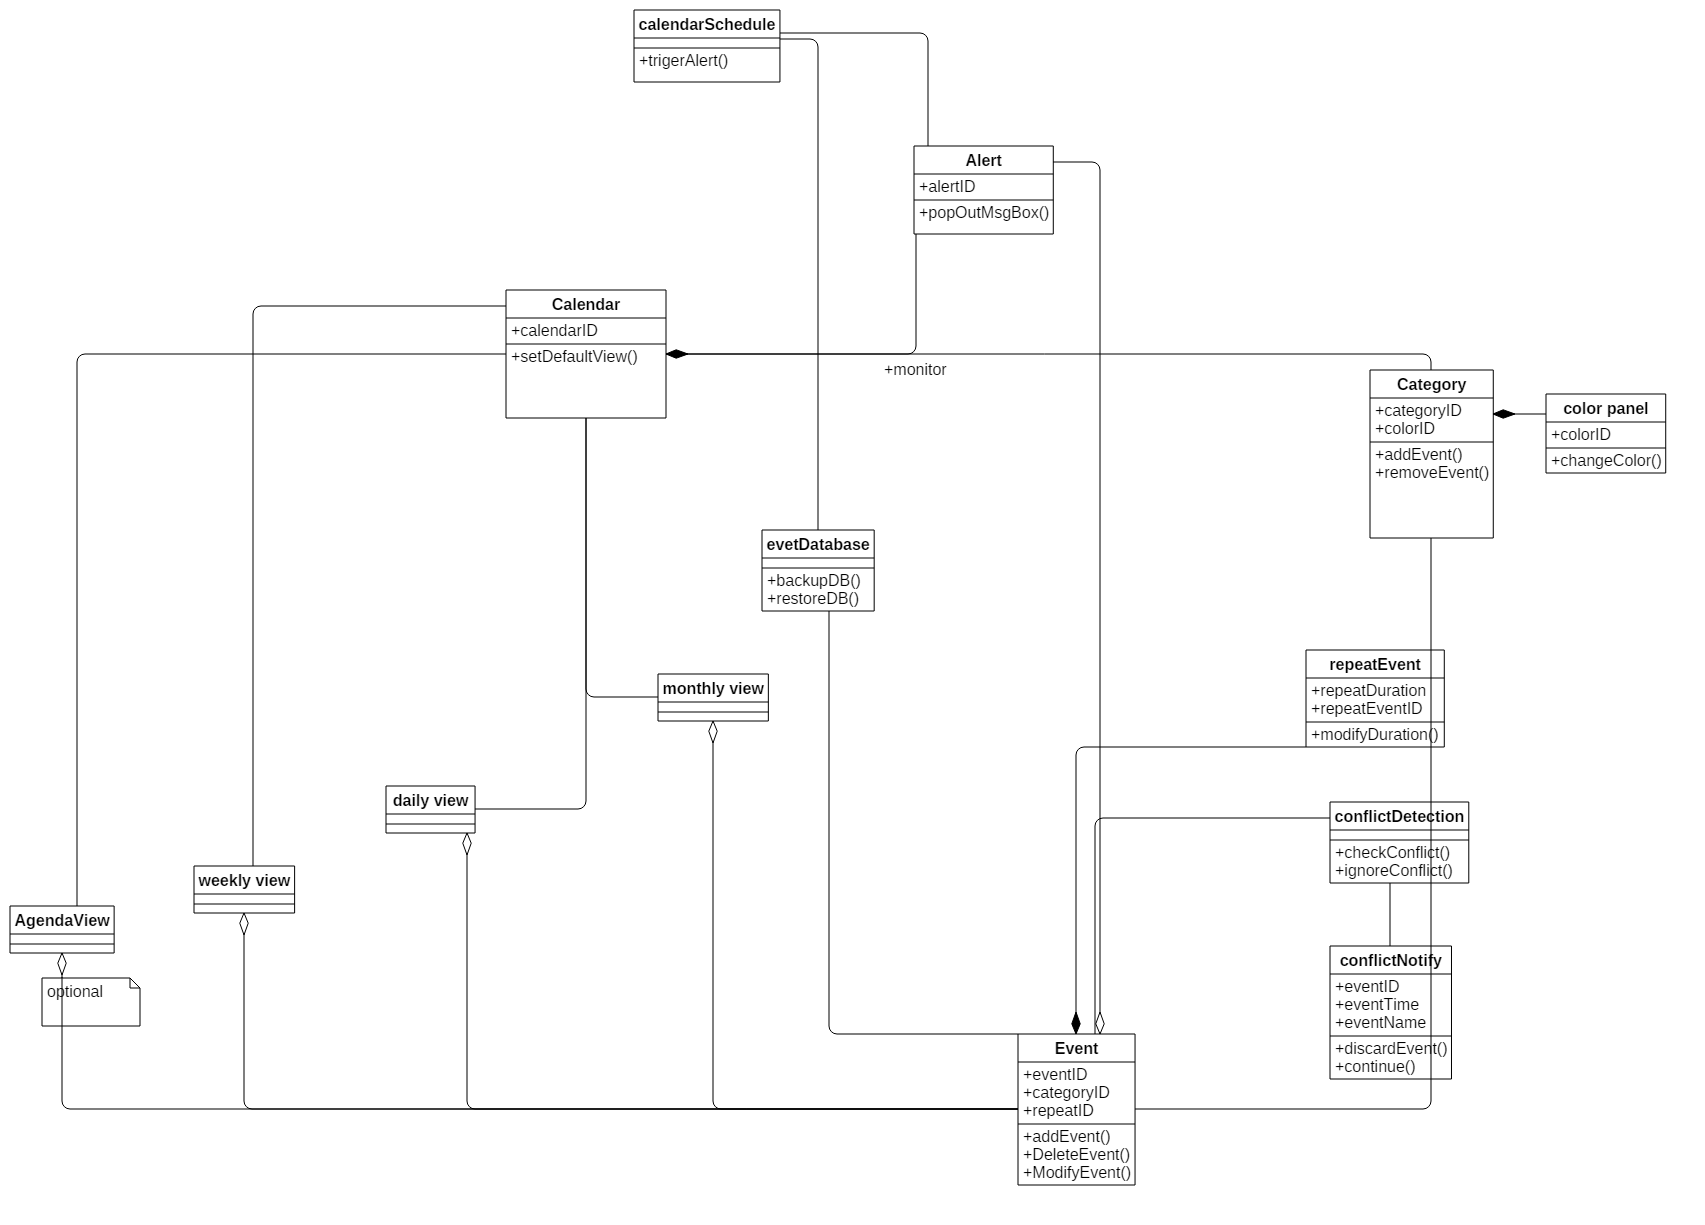 calendarSchedule
+trigerAlert()
Alert
+alertID
+popOutMsgBox()
Calendar
+calendarID
+setDefaultView()
+monitor
Category
+categoryID
+colorID
+addEvent()
+removeEvent()
color panel
+colorID
+changeColor()
evetDatabase
+backupDB()
+restoreDB()
repeatEvent
+repeatDuration
+repeatEventID
+modifyDuration()
monthly view
daily view
conflictDetection
+checkConflict()
+ignoreConflict()
weekly view
AgendaView
optional
conflictNotify
+eventID
+eventTime
+eventName
+discardEvent()
+continue()
Event
+eventID
+categoryID
+repeatID
+addEvent()
+DeleteEvent()
+ModifyEvent()